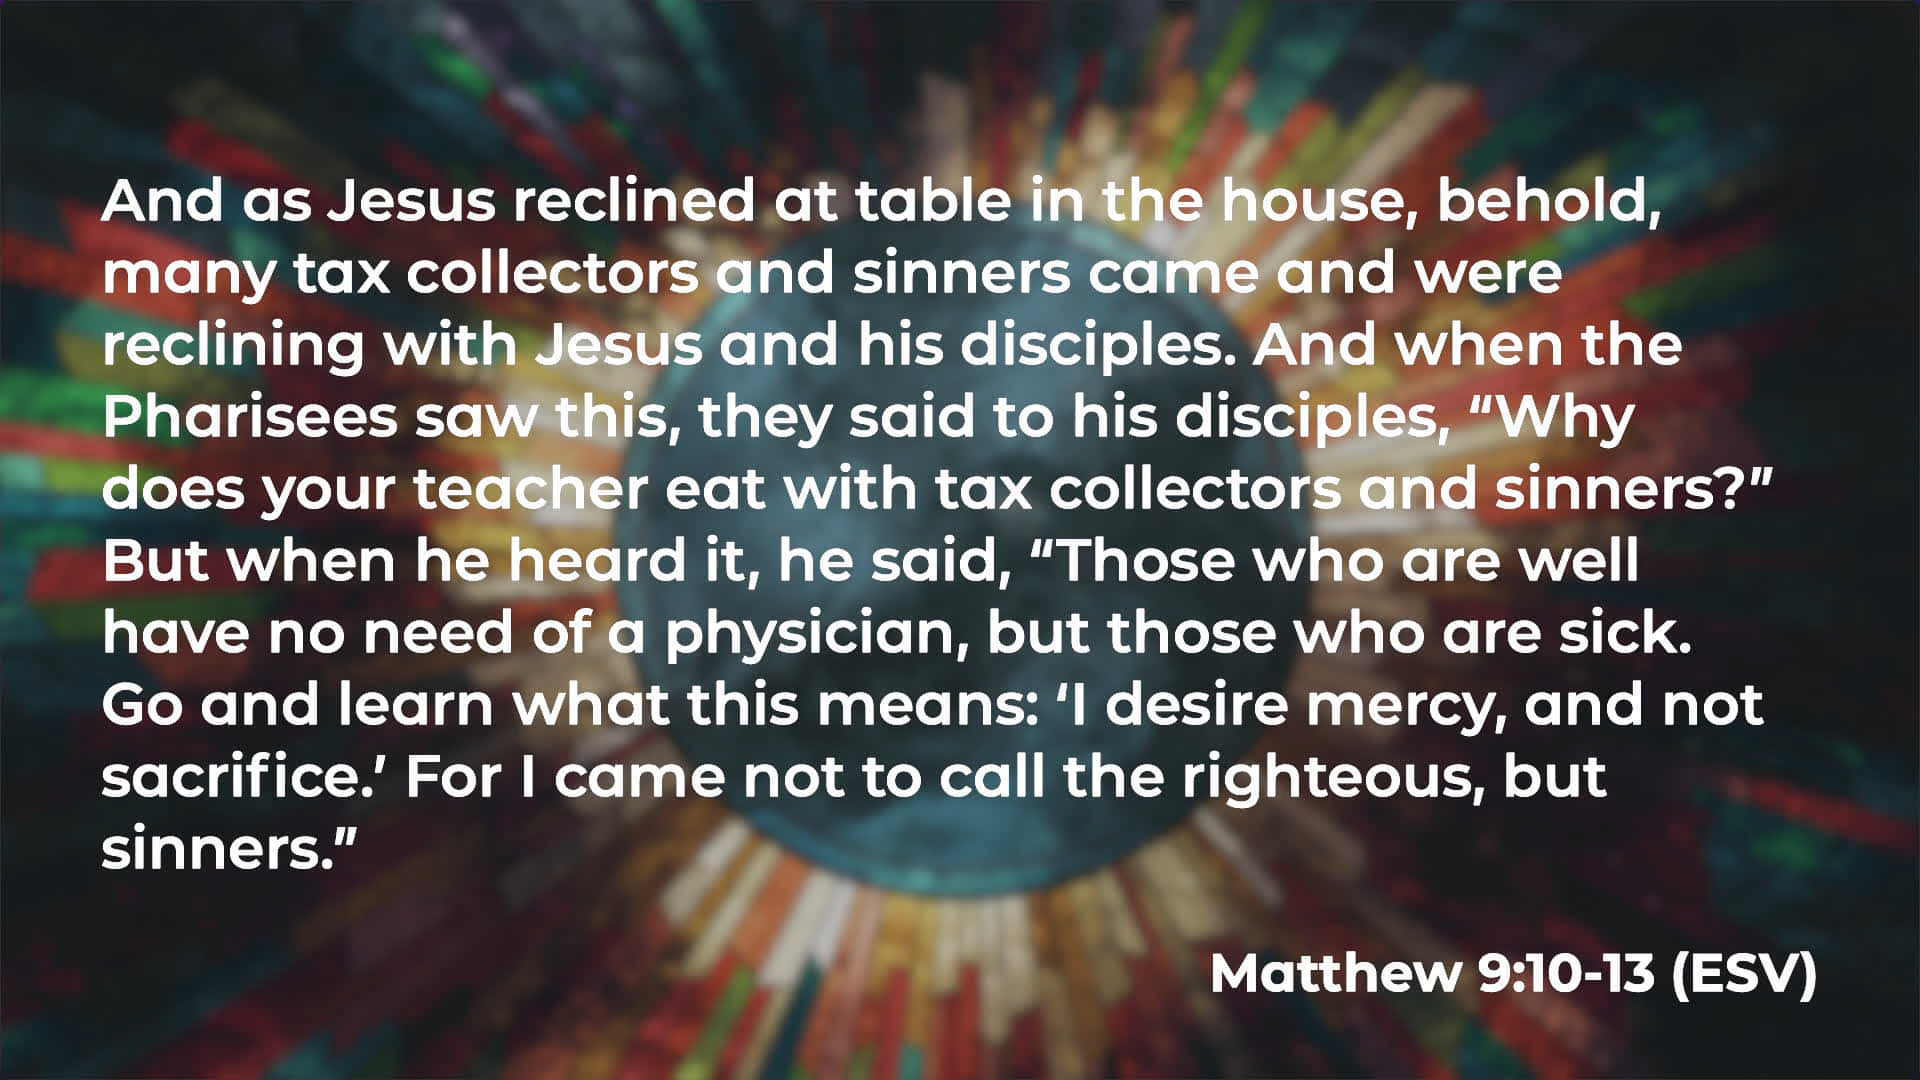 And as Jesus reclined at table in the house, behold,
many tax collectors and sinners came and were
reclining with Jesus and his disciples. And when the
Pharisees saw this, they said to his disciples, “Why
does your teacher eat with tax collectors and sinners?”
But when he heard it, he said, “Those who are well
have no need of a physician, but those who are sick.
Go and learn what this means: ‘I desire mercy, and not
sacrifice.’ For I came not to call the righteous, but
sinners.”
Matthew 9:10-13 (ESV)